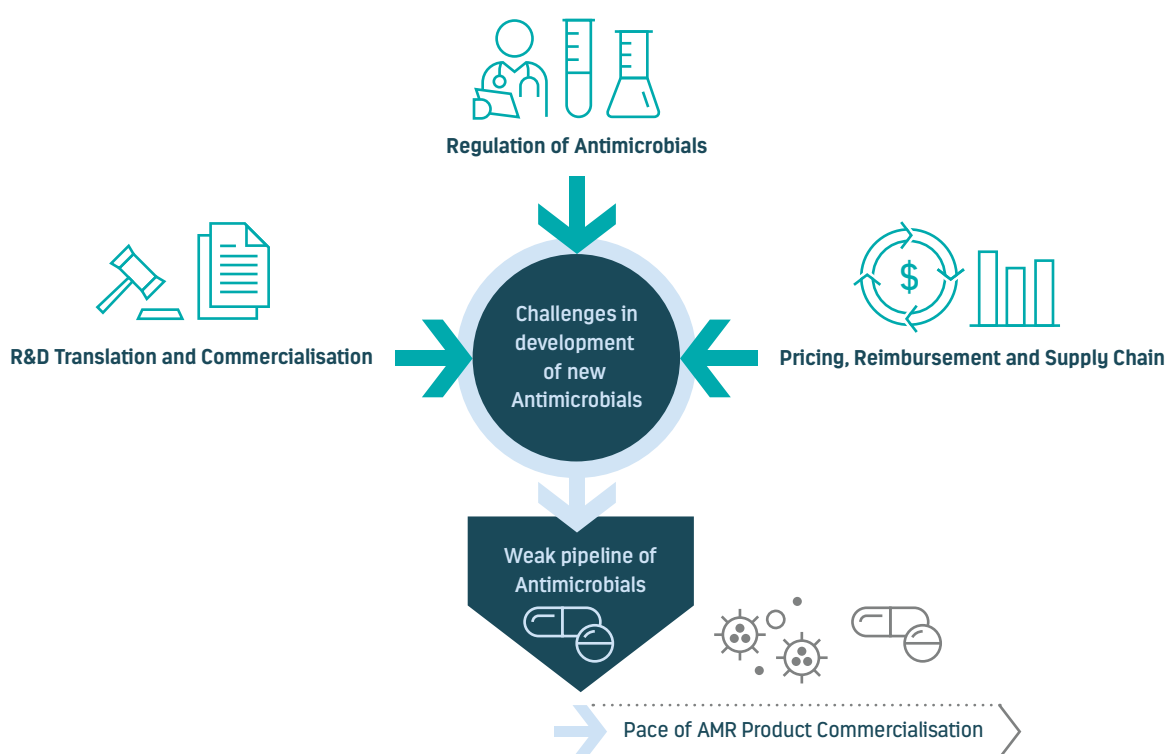 Regulation of Antimicrobials
R&D Translation and Commercialisation
Challenges in
development
of new
Antimicrobials
$
Pricing, Reimbursement and Supply Chain
Weak pipeline of
Antimicrobials
Pace of AMR Product Commercialisation